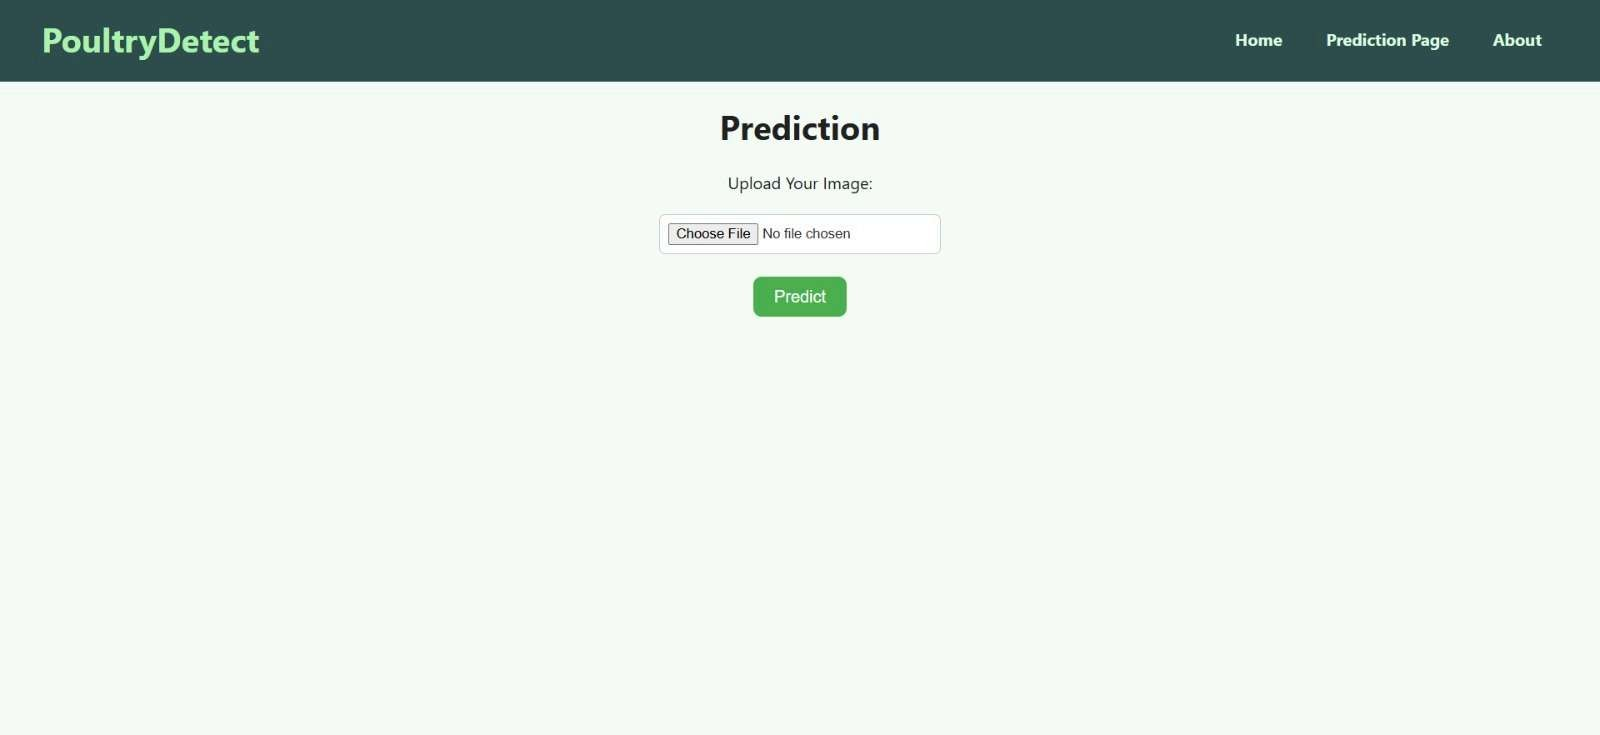 PoultryDetect
Home Prediction Page About
Prediction
Upload Your Image:
Choose File No file chosen
Predict